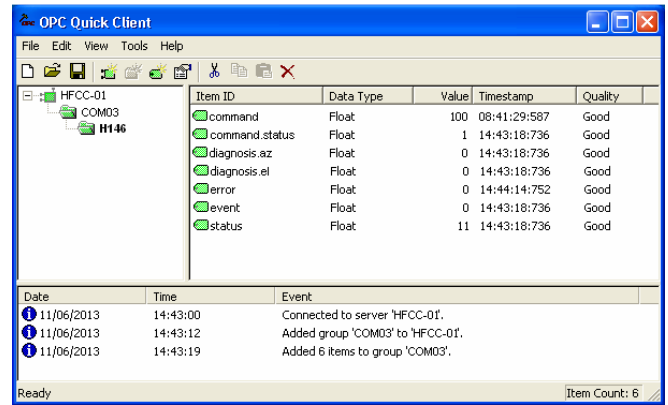 OPC Quick Client
File Edit View Tools Help
HFCC-01
COM03
H146
Item ID Data Type Value Timestamp Quality
command Float 100 08:41:29:587 Good
command.status Float 1 14:43:18:736 Good
diagnosis.az Float 0 14:43:18:736 Good
diagnosis.el Float 0 14:43:18:736 Good
error Float 0 14:44:14:752 Good
event Float 0 14:43:18:736 Good
status Float 11 14:43:18:736 Good
Date Time Event
11/06/2013 14:43:00 Connected to server 'HFCC-01'.
11/06/2013 14:43:12 Added group 'COM03' to 'HFCC-01'.
11/06/2013 14:43:19 Added 6 items to group 'COM03'.
Ready Item Count: 6